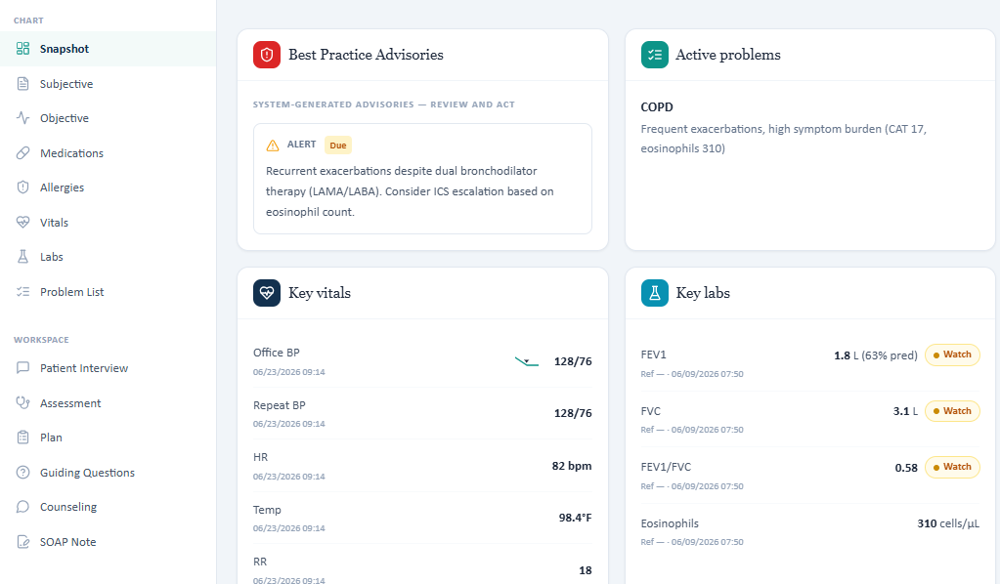 CHART
Snapshot
Subjective
Objective
Medications
Allergies
Vitals
Labs
Problem List
WORKSPACE
Patient Interview
Assessment
Plan
Guiding Questions
Counseling
SOAP Note
Best Practice Advisories
SYSTEM-GENERATED ADVISORIES — REVIEW AND ACT
ALERT Due
Recurrent exacerbations despite dual bronchodilator
therapy (LAMA/LABA). Consider ICS escalation based on
eosinophil count.
Active problems
COPD
Frequent exacerbations, high symptom burden (CAT 17,
eosinophils 310)
Key vitals
Office BP 128/76
06/23/2026 09:14
Repeat BP 128/76
06/23/2026 09:14
HR 82 bpm
06/23/2026 09:14
Temp 98.4°F
06/23/2026 09:14
RR 18
06/23/2026 09:14
Key labs
FEV1 1.8 L (63% pred) Watch
Ref — · 06/09/2026 07:50
FVC 3.1 L Watch
Ref — · 06/09/2026 07:50
FEV1/FVC 0.58 Watch
Ref — · 06/09/2026 07:50
Eosinophils 310 cells/µL
Ref — · 06/09/2026 07:50